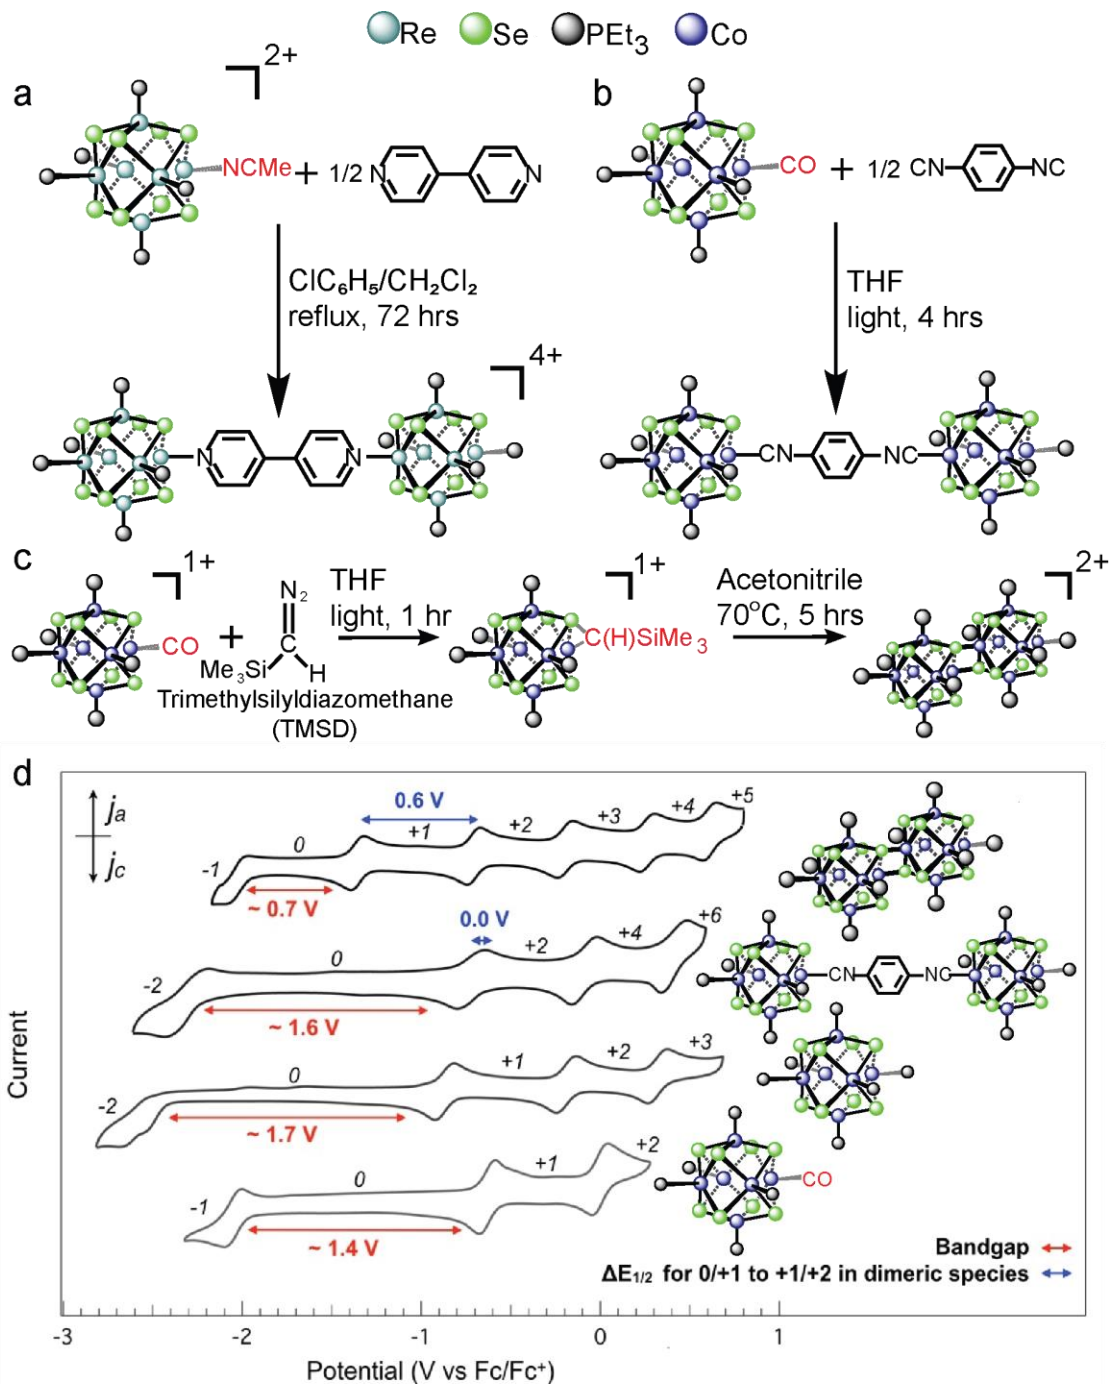 Re Se PEt₃ Co
a
2+
NCMe + 1/2 N N
ClC₆H₅/CH₂Cl₂
reflux, 72 hrs
4+
N N
b
CO + 1/2 CN NC
THF
light, 4 hrs
CN NC
c
1+
CO + N₂
C
Me₃Si H
Trimethylsilyldiazomethane
(TMSD)
THF
light, 1 hr
1+
C(H)SiMe₃
Acetonitrile
70°C, 5 hrs
2+
d
jₐ
j꜀
-1 0 +1 +2 +3 +4 +5
0.6 V
~ 0.7 V
-2 0 +2 +4 +6
0.0 V
~ 1.6 V
CN NC
-2 0 +1 +2 +3
~ 1.7 V
-1 0 +1 +2
~ 1.4 V
CO
Bandgap
ΔE₁/₂ for 0/+1 to +1/+2 in dimeric species
Current
-3 -2 -1 0 1
Potential (V vs Fc/Fc⁺)